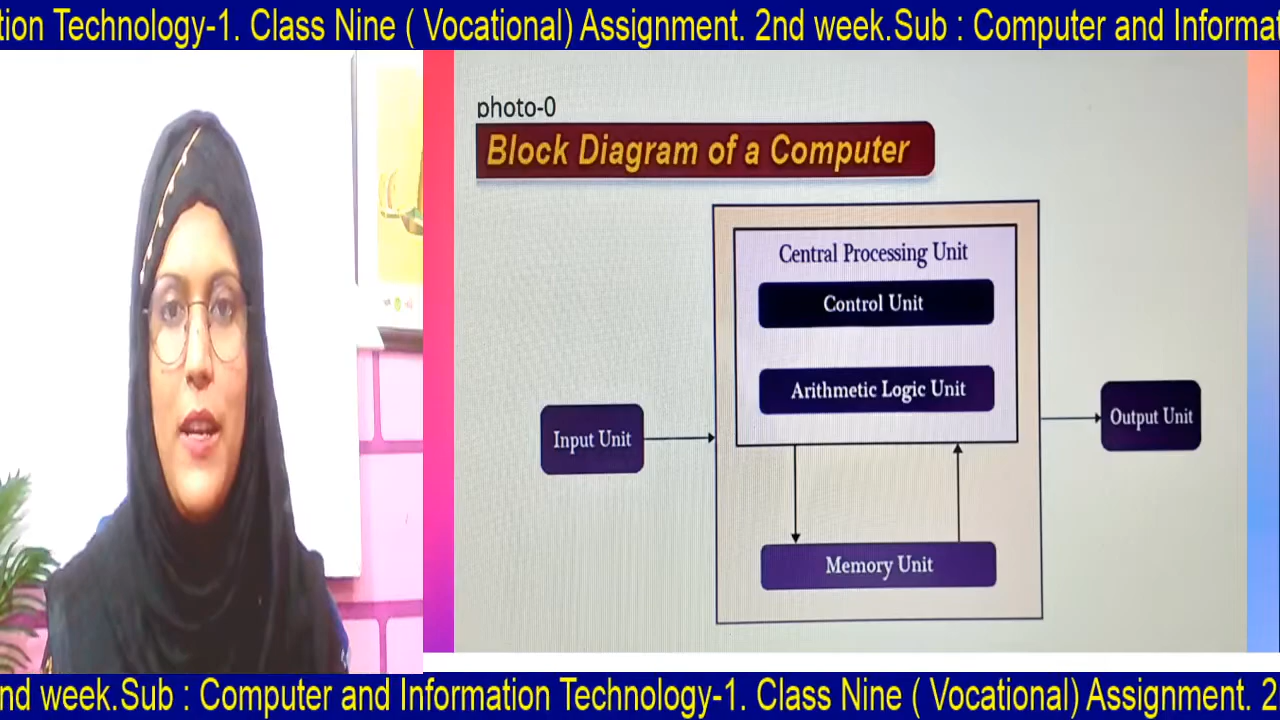 tion Technology-1. Class Nine ( Vocational) Assignment. 2nd week.Sub : Computer and Informat
photo-0
Block Diagram of a Computer
Central Processing Unit
Control Unit
Arithmetic Logic Unit
Input Unit
Output Unit
Memory Unit
nd week.Sub : Computer and Information Technology-1. Class Nine ( Vocational) Assignment. 2